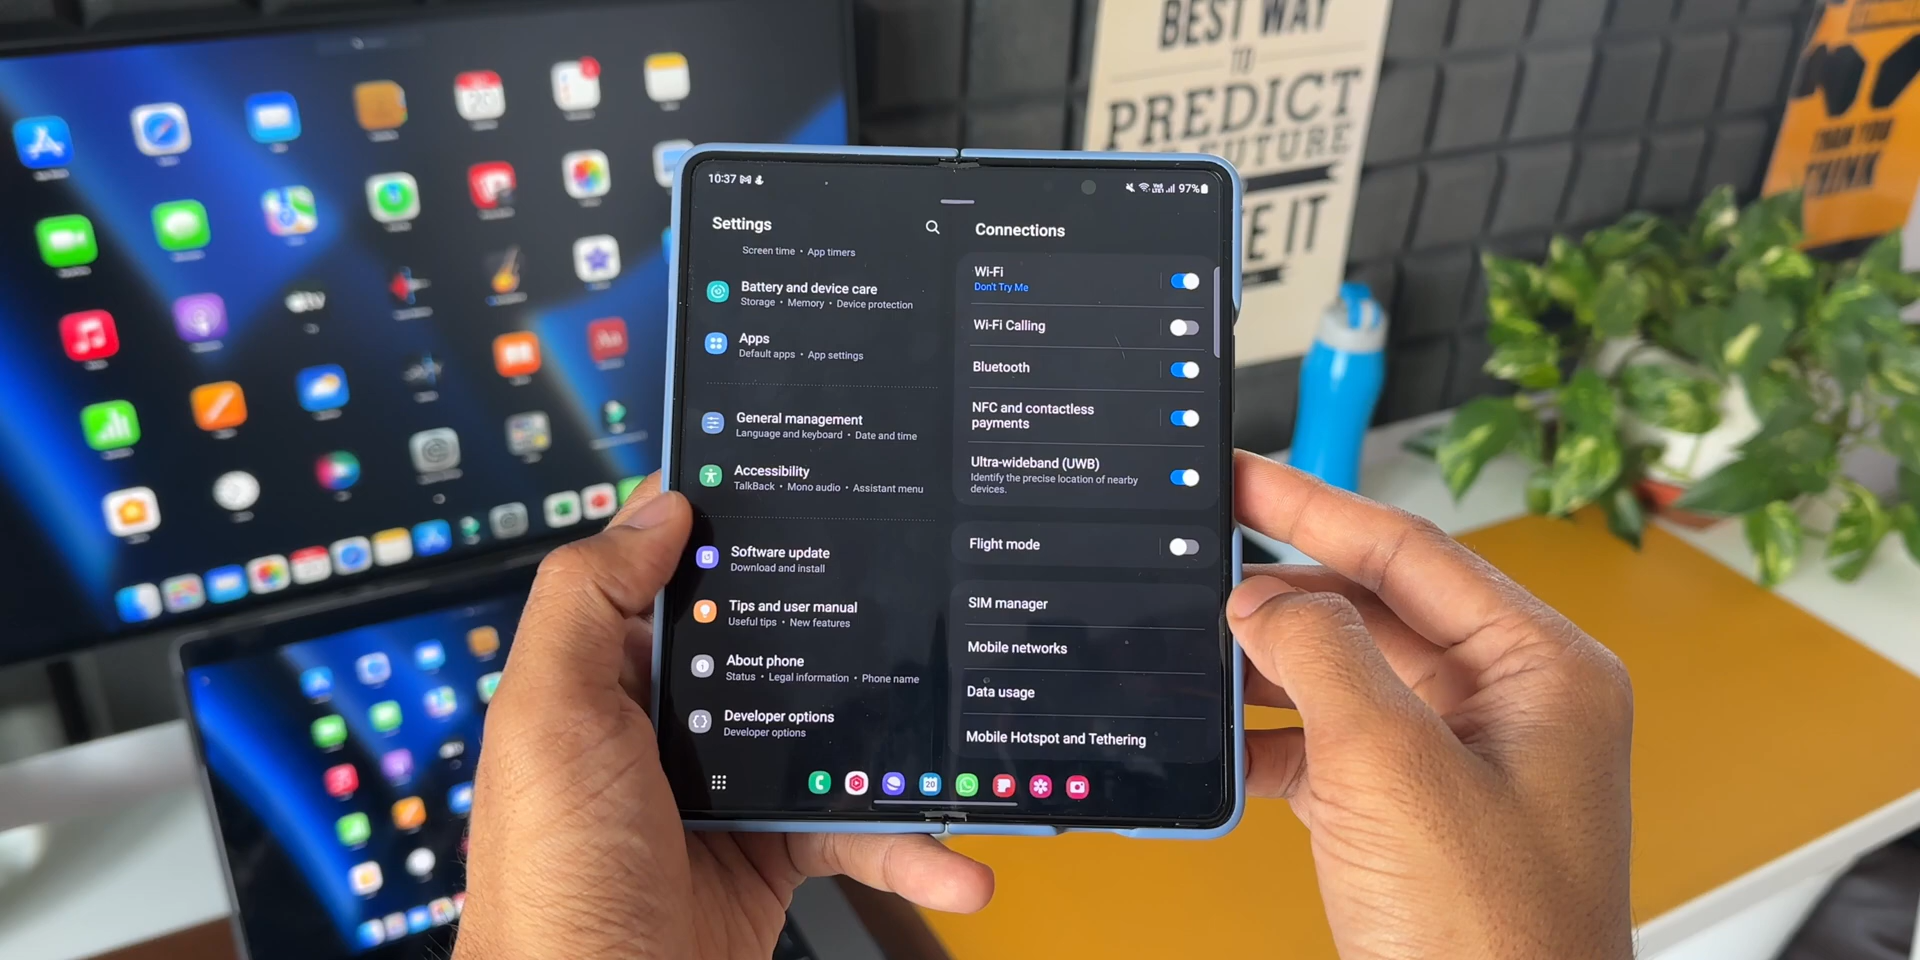 BEST WAY
TO
PREDICT
FUTURE
IT
THAN YOU
THINK
10:37
97%
Settings
Screen time • App timers
Battery and device care
Storage • Memory • Device protection
Apps
Default apps • App settings
General management
Language and keyboard • Date and time
Accessibility
TalkBack • Mono audio • Assistant menu
Software update
Download and install
Tips and user manual
Useful tips • New features
About phone
Status • Legal information • Phone name
Developer options
Developer options
Connections
Wi-Fi
Don't Try Me
Wi-Fi Calling
Bluetooth
NFC and contactless
payments
Ultra-wideband (UWB)
Identify the precise location of nearby
devices.
Flight mode
SIM manager
Mobile networks
Data usage
Mobile Hotspot and Tethering
20